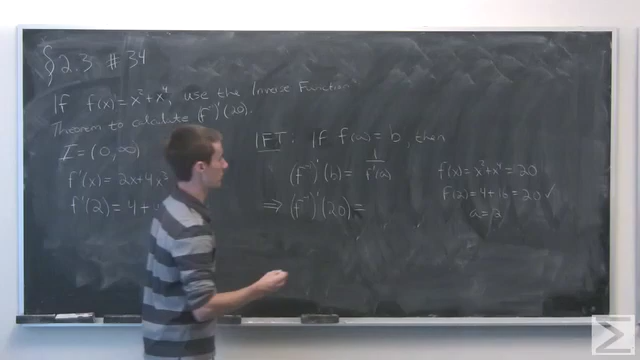 §2.3 #34
If f(x) = x² + x⁴, use the Inverse Function
Theorem to calculate (f⁻¹)'(20).
I = (0, ∞)
f'(x) = 2x + 4x³
f'(2) = 4 +
IFT: If f(a) = b, then
(f⁻¹)'(b) = 1/f'(a)
⇒ (f⁻¹)'(20) =
f(x) = x² + x⁴ = 20
f(2) = 4 + 16 = 20 ✓
a =
Σ